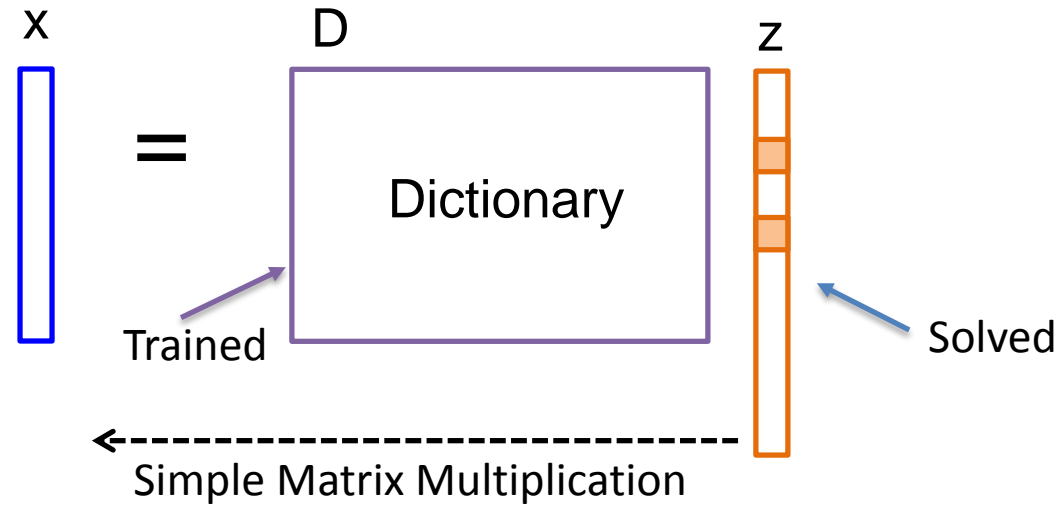 x
D
z
=
Dictionary
Trained
Solved
Simple Matrix Multiplication